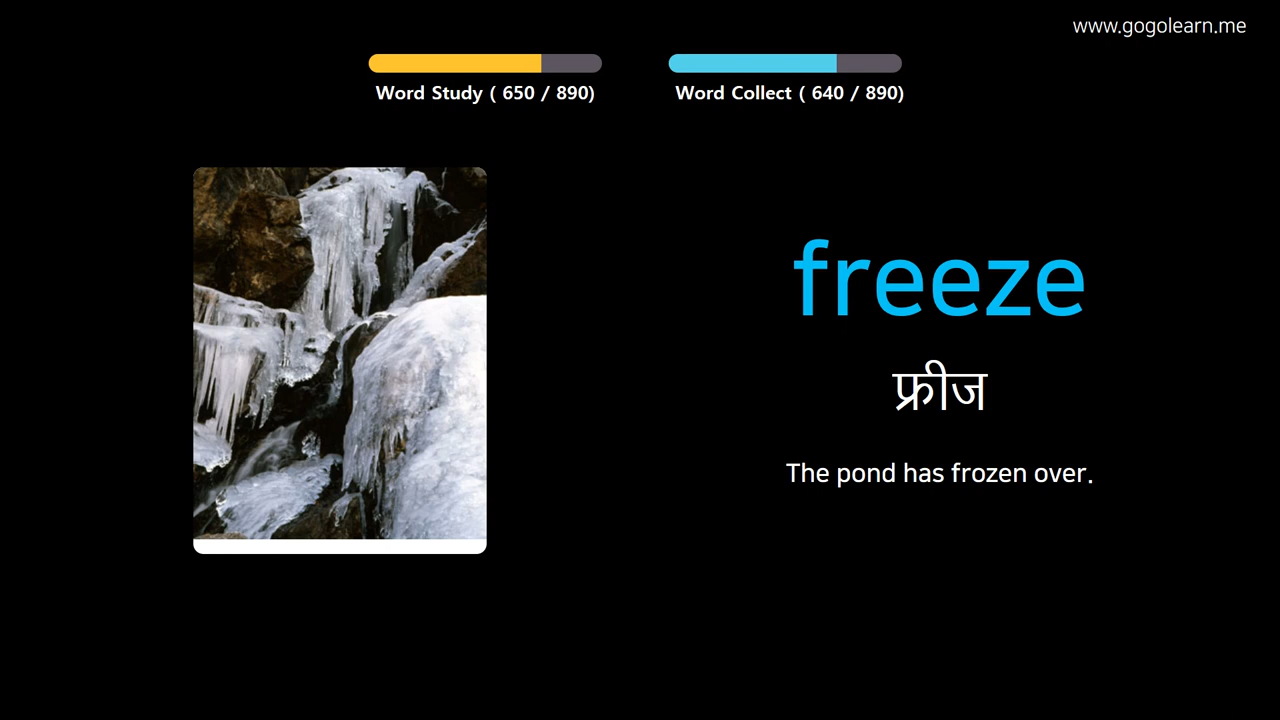 www.gogolearn.me
Word Study ( 650 / 890)
Word Collect ( 640 / 890)
freeze
फ्रीज
The pond has frozen over.